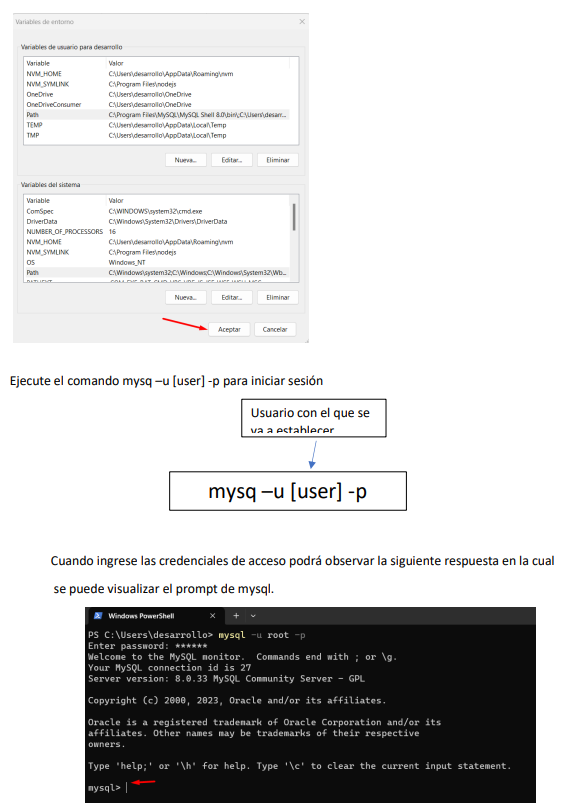 Variables de entorno
Variables de usuario para desarrollo
Variable Valor
NVM_HOME C:\Users\desarrollo\AppData\Roaming\nvm
NVM_SYMLINK C:\Program Files\nodejs
OneDrive C:\Users\desarrollo\OneDrive
OneDriveConsumer C:\Users\desarrollo\OneDrive
Path C:\Program Files\MySQL\MySQL Shell 8.0\bin\;C:\Users\desarr...
TEMP C:\Users\desarrollo\AppData\Local\Temp
TMP C:\Users\desarrollo\AppData\Local\Temp
Nueva... Editar... Eliminar
Variables del sistema
Variable Valor
ComSpec C:\WINDOWS\system32\cmd.exe
DriverData C:\Windows\System32\Drivers\DriverData
NUMBER_OF_PROCESSORS 16
NVM_HOME C:\Users\desarrollo\AppData\Roaming\nvm
NVM_SYMLINK C:\Program Files\nodejs
OS Windows_NT
Path C:\Windows\system32;C:\Windows;C:\Windows\System32\Wb...
Nueva... Editar... Eliminar
Aceptar Cancelar
Ejecute el comando mysq –u [user] -p para iniciar sesión
Usuario con el que se
va a establecer
mysq –u [user] -p
Cuando ingrese las credenciales de acceso podrá observar la siguiente respuesta en la cual
se puede visualizar el prompt de mysql.
Windows PowerShell
PS C:\Users\desarrollo> mysql -u root -p
Enter password: ******
Welcome to the MySQL monitor. Commands end with ; or \g.
Your MySQL connection id is 27
Server version: 8.0.33 MySQL Community Server - GPL
Copyright (c) 2000, 2023, Oracle and/or its affiliates.
Oracle is a registered trademark of Oracle Corporation and/or its
affiliates. Other names may be trademarks of their respective
owners.
Type 'help;' or '\h' for help. Type '\c' to clear the current input statement.
mysql>